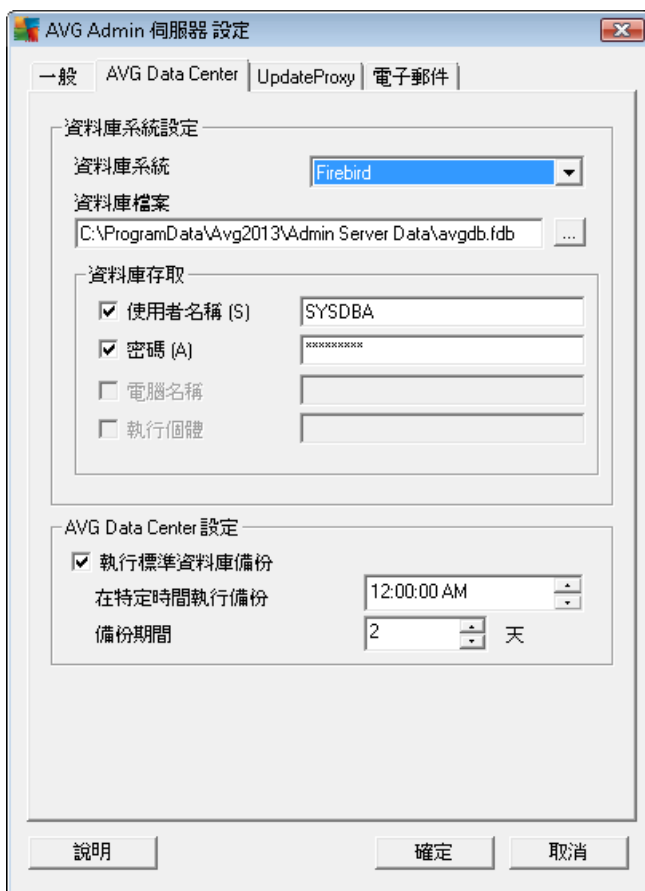 AVG Admin 伺服器 設定
一般 AVG Data Center UpdateProxy 電子郵件
資料庫系統設定
資料庫系統 Firebird
資料庫檔案
C:\ProgramData\Avg2013\Admin Server Data\avgdb.fdb ...
資料庫存取
使用者名稱 (S) SYSDBA
密碼 (A) *********
電腦名稱
執行個體
AVG Data Center 設定
執行標準資料庫備份
在特定時間執行備份 12:00:00 AM
備份期間 2 天
說明 確定 取消